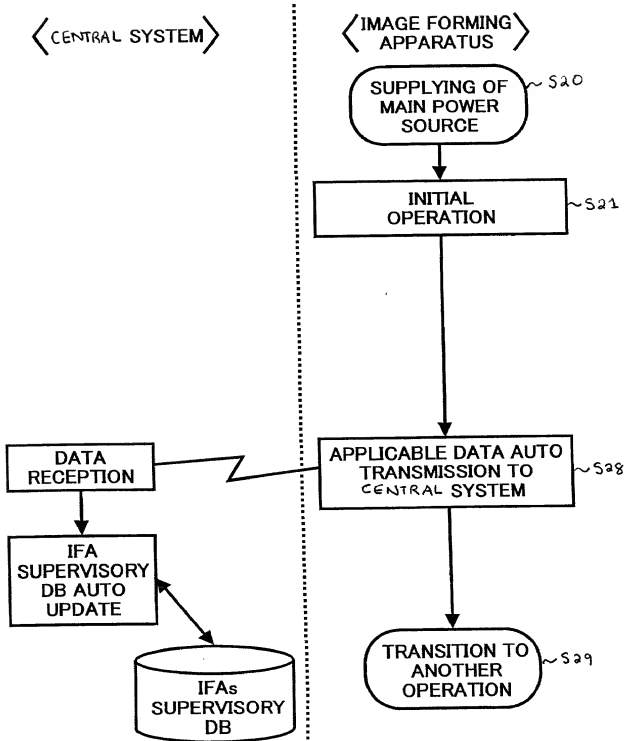 CENTRAL SYSTEM
IMAGE FORMING
APPARATUS
SUPPLYING OF
MAIN POWER
SOURCE
S20
INITIAL
OPERATION
S21
APPLICABLE DATA AUTO
TRANSMISSION TO
CENTRAL SYSTEM
S28
DATA
RECEPTION
IFA
SUPERVISORY
DB AUTO
UPDATE
IFAs
SUPERVISORY
DB
TRANSITION TO
ANOTHER
OPERATION
S29